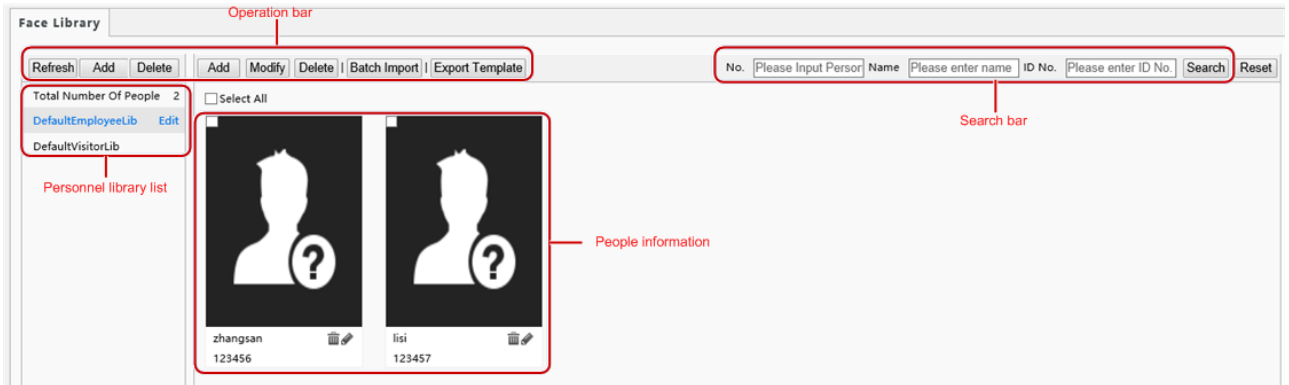 Operation bar
Face Library
Refresh Add Delete Add Modify Delete | Batch Import | Export Template No. Please Input Person Name Please enter name ID No. Please enter ID No. Search Reset
Total Number Of People 2
Select All
DefaultEmployeeLib Edit
Search bar
DefaultVisitorLib
Personnel library list
People information
zhangsan lisi
123456 123457